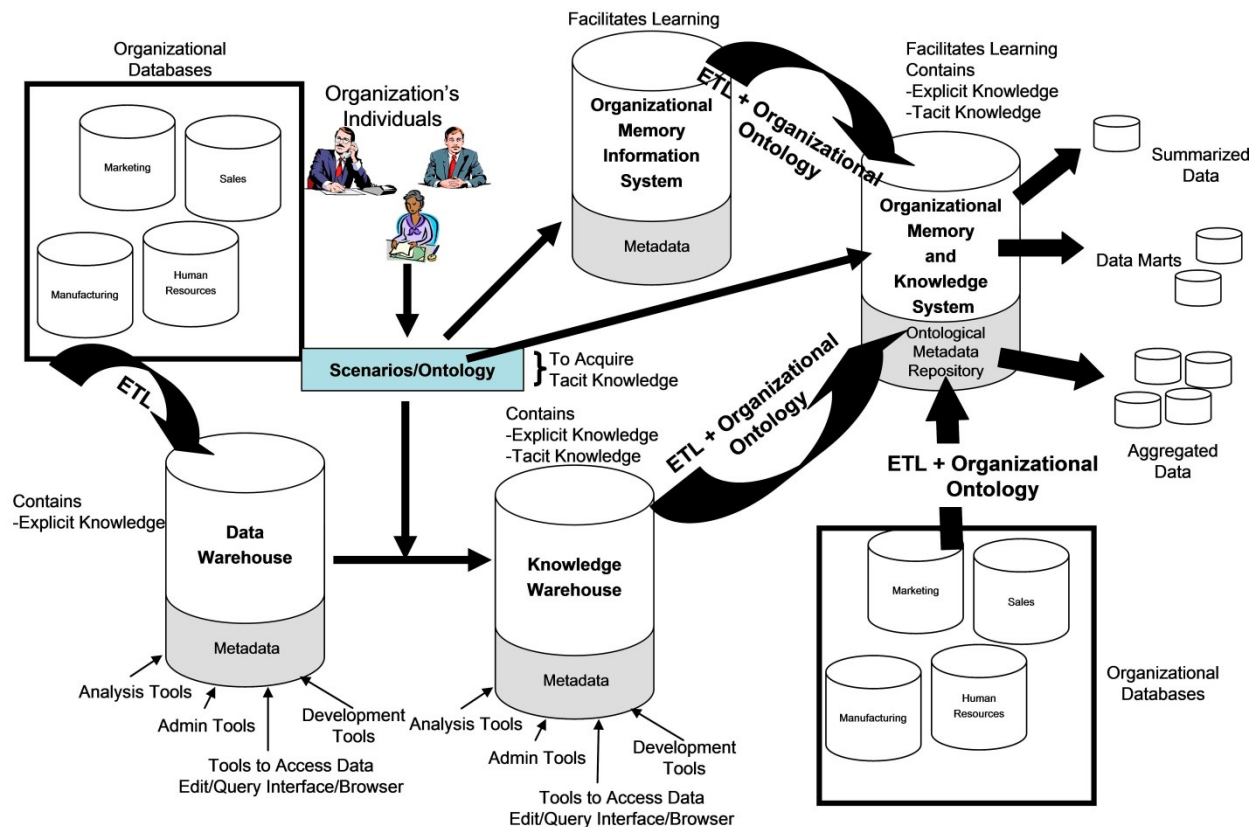 Organizational
Databases
Marketing
Sales
Manufacturing
Human
Resources
Organization's
Individuals
Facilitates Learning
Organizational
Memory
Information
System
Metadata
ETL + Organizational
Ontology
Facilitates Learning
Contains
-Explicit Knowledge
-Tacit Knowledge
Organizational
Memory
and
Knowledge
System
Ontological
Metadata
Repository
Summarized
Data
Data Marts
Aggregated
Data
Scenarios/Ontology
} To Acquire
Tacit Knowledge
ETL
Contains
-Explicit Knowledge
Data
Warehouse
Metadata
Analysis Tools
Admin Tools
Development
Tools
Tools to Access Data
Edit/Query Interface/Browser
Contains
-Explicit Knowledge
-Tacit Knowledge
Knowledge
Warehouse
Metadata
Analysis Tools
Admin Tools
Development
Tools
Tools to Access Data
Edit/Query Interface/Browser
ETL + Organizational
Ontology
ETL + Organizational
Ontology
Marketing
Sales
Manufacturing
Human
Resources
Organizational
Databases